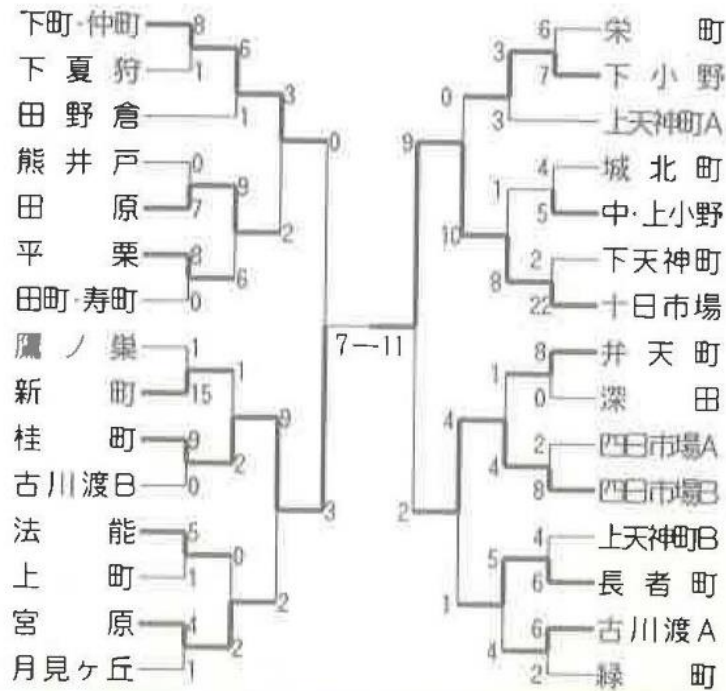 下町・仲町 8
下夏狩 1
6
田野倉 1
3
熊井戸 0
田原 7
9
平栗 8
田町・寿町 0
6
2
0
鷹ノ巣 1
新町 15
1
桂町 9
古川渡B 0
2
9
法能 5
上町 1
0
宮原 4
月見ヶ丘 1
2
2
3
7-11
栄町 6
下小野 7
3
上天神町A 3
0
城北町 4
中・上小野 5
1
下天神町 2
十日市場 22
8
10
9
井天町 8
深田 0
1
四日市場A 2
四日市場B 8
4
4
上天神町B 4
長者町 6
5
古川渡A 6
緑町 2
4
1
2